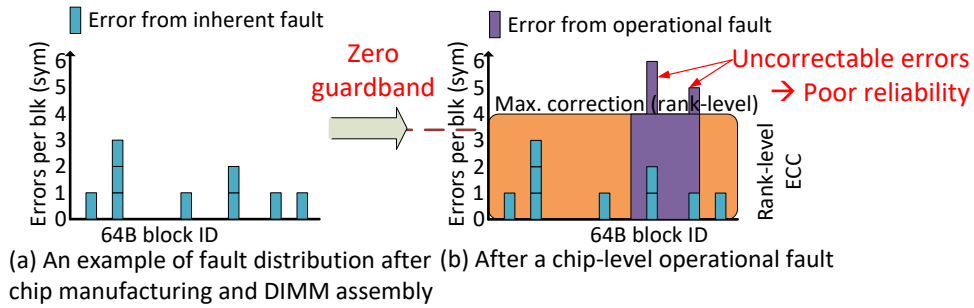 Error from inherent fault
Errors per blk (sym)
6
5
4
3
2
1
0
64B block ID
(a) An example of fault distribution after
chip manufacturing and DIMM assembly
Zero
guardband
Error from operational fault
Errors per blk (sym)
6
5
4
3
2
1
0
Max. correction (rank-level)
Uncorrectable errors
→ Poor reliability
Rank-level
ECC
64B block ID
(b) After a chip-level operational fault